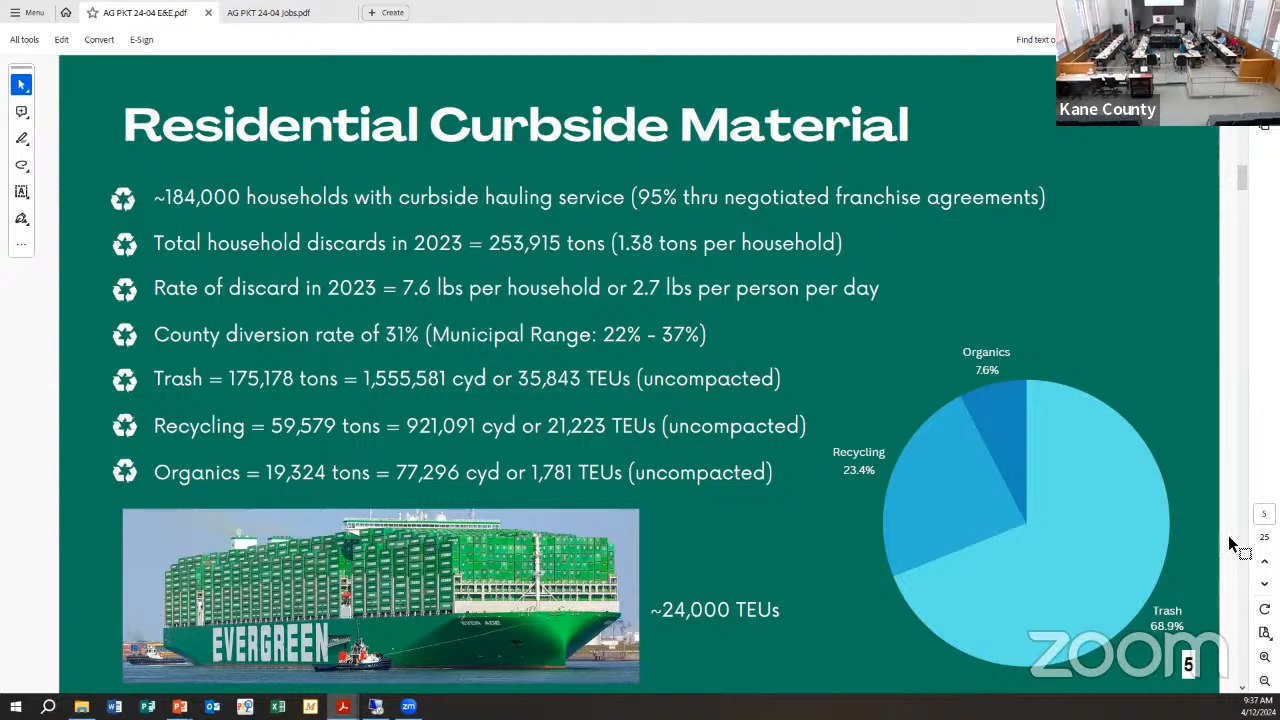 Menu
AG PKT 24-04 E&E.pdf
AG PKT 24-04 Jobs.pdf
Create
All tools
Edit
Convert
E-Sign
Find text o
Kane County
Residential Curbside Material
~184,000 households with curbside hauling service (95% thru negotiated franchise agreements)
Total household discards in 2023 = 253,915 tons (1.38 tons per household)
Rate of discard in 2023 = 7.6 lbs per household or 2.7 lbs per person per day
County diversion rate of 31% (Municipal Range: 22% - 37%)
Trash = 175,178 tons = 1,555,581 cyd or 35,843 TEUs (uncompacted)
Recycling = 59,579 tons = 921,091 cyd or 21,223 TEUs (uncompacted)
Organics = 19,324 tons = 77,296 cyd or 1,781 TEUs (uncompacted)
Organics
7.6%
Recycling
23.4%
Trash
68.9%
EVER ACE
EVERGREEN
~24,000 TEUs
zoom
5
5
25
9:37 AM
4/12/2024